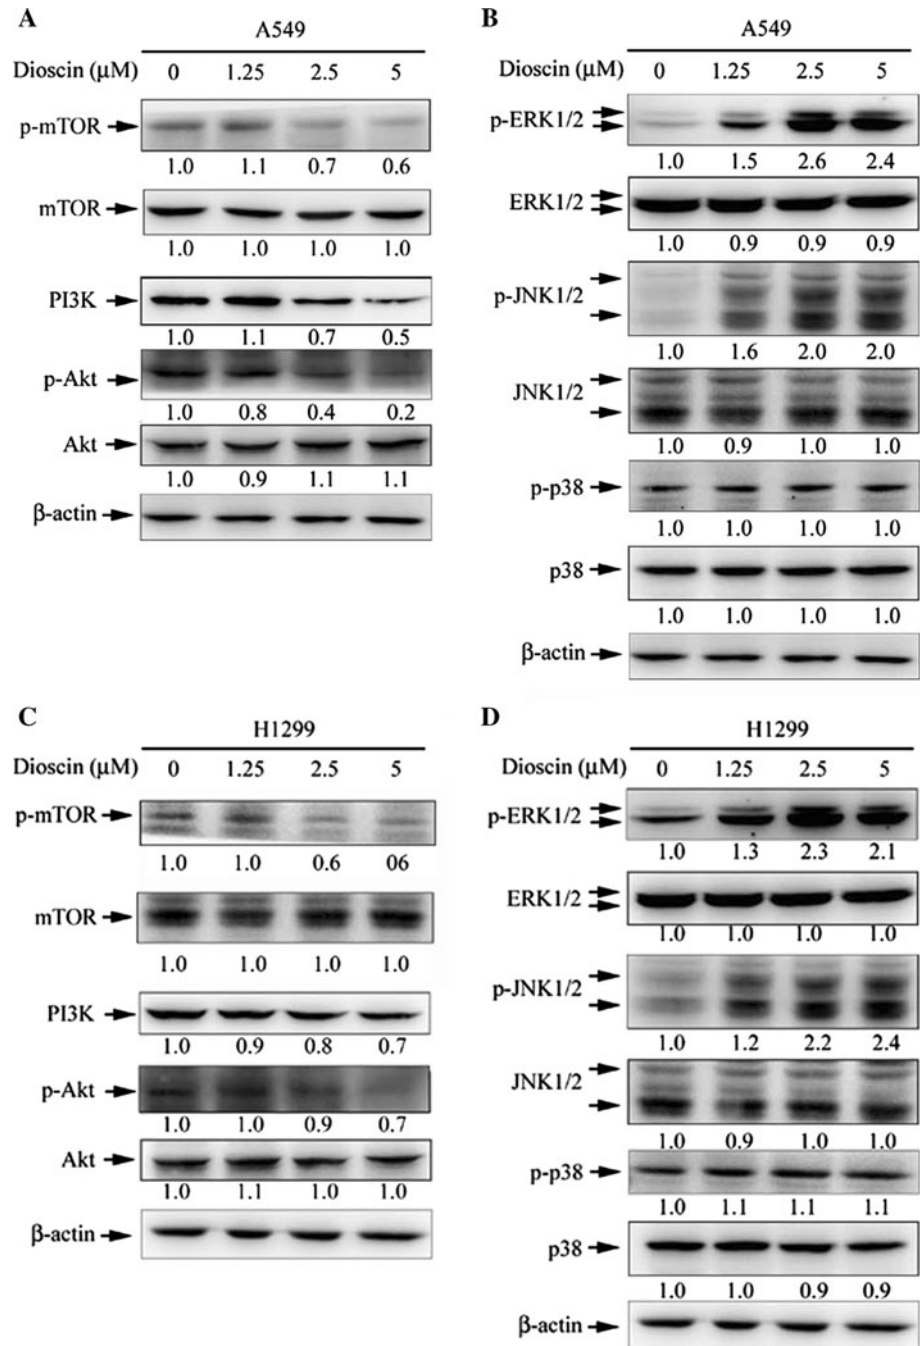 A
A549
Dioscin (μM) 0 1.25 2.5 5
p-mTOR
1.0 1.1 0.7 0.6
mTOR
1.0 1.0 1.0 1.0
PI3K
1.0 1.1 0.7 0.5
p-Akt
1.0 0.8 0.4 0.2
Akt
1.0 0.9 1.1 1.1
β-actin
B
A549
Dioscin (μM) 0 1.25 2.5 5
p-ERK1/2
1.0 1.5 2.6 2.4
ERK1/2
1.0 0.9 0.9 0.9
p-JNK1/2
1.0 1.6 2.0 2.0
JNK1/2
1.0 0.9 1.0 1.0
p-p38
1.0 1.0 1.0 1.0
p38
1.0 1.0 1.0 1.0
β-actin
C
H1299
Dioscin (μM) 0 1.25 2.5 5
p-mTOR
1.0 1.0 0.6 06
mTOR
1.0 1.0 1.0 1.0
PI3K
1.0 0.9 0.8 0.7
p-Akt
1.0 1.0 0.9 0.7
Akt
1.0 1.1 1.0 1.0
β-actin
D
H1299
Dioscin (μM) 0 1.25 2.5 5
p-ERK1/2
1.0 1.3 2.3 2.1
ERK1/2
1.0 1.0 1.0 1.0
p-JNK1/2
1.0 1.2 2.2 2.4
JNK1/2
1.0 0.9 1.0 1.0
p-p38
1.0 1.1 1.1 1.1
p38
1.0 1.0 0.9 0.9
β-actin